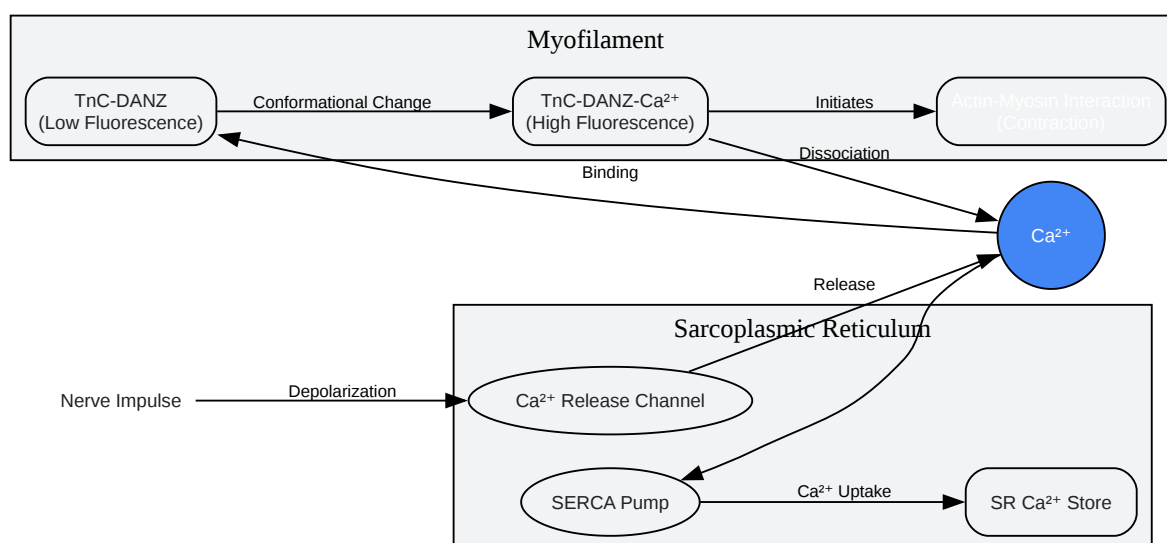 Myofilament
TnC-DANZ
(Low Fluorescence)
Conformational Change
TnC-DANZ-Ca²⁺
(High Fluorescence)
Initiates
Actin-Myosin Interaction
(Contraction)
Dissociation
Binding
Ca²⁺
Release
Sarcoplasmic Reticulum
Nerve Impulse
Depolarization
Ca²⁺ Release Channel
SERCA Pump
Ca²⁺ Uptake
SR Ca²⁺ Store